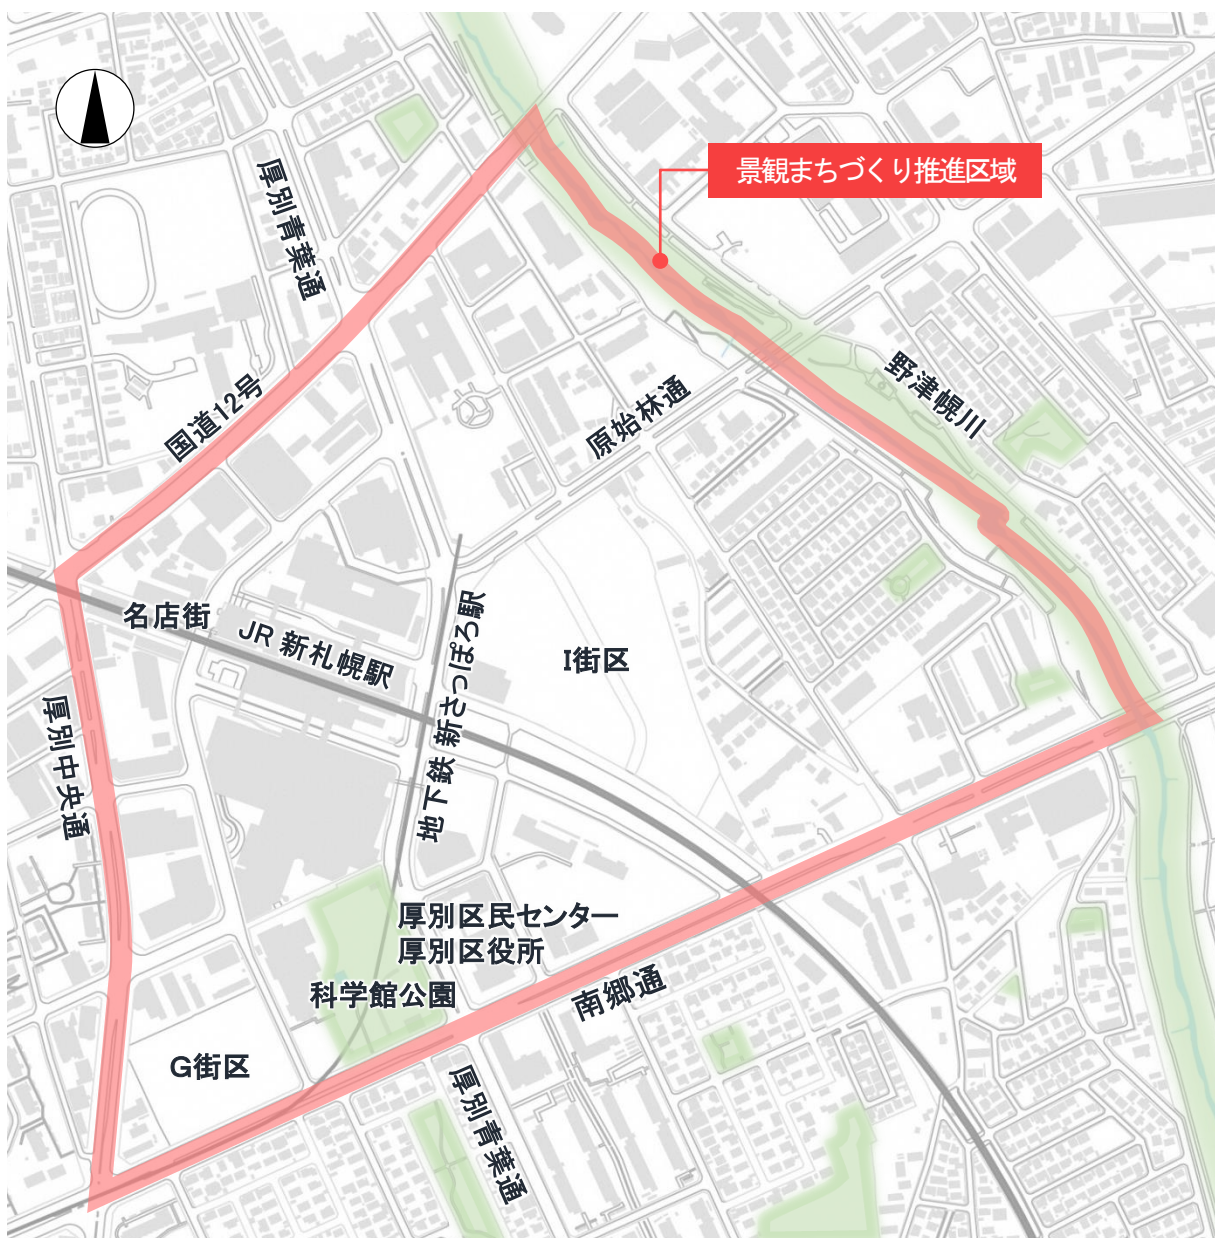 景観まちづくり推進区域
厚別青葉通
国道12号
原始林通
野津幌川
名店街
JR 新札幌駅
地下鉄 新さっぽろ駅
I街区
厚別中央通
厚別区民センター
厚別区役所
科学館公園
南郷通
G街区
厚別青葉通